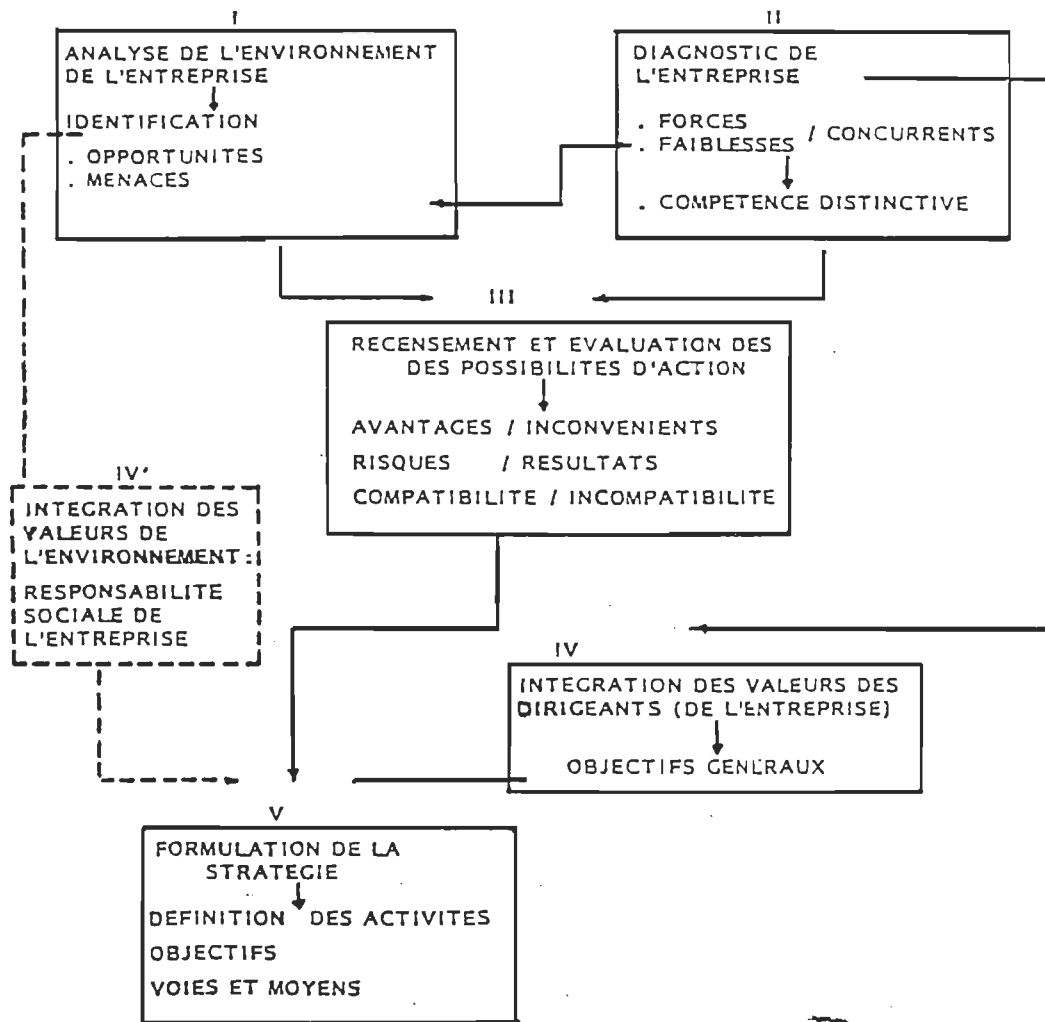 I
ANALYSE DE L'ENVIRONNEMENT
DE L'ENTREPRISE
IDENTIFICATION
. OPPORTUNITES
. MENACES
II
DIAGNOSTIC DE
L'ENTREPRISE
. FORCES
. FAIBLESSES
/ CONCURRENTS
. COMPETENCE DISTINCTIVE
III
RECENSEMENT ET EVALUATION DES
DES POSSIBILITES D'ACTION
AVANTAGES / INCONVENIENTS
RISQUES / RESULTATS
COMPATIBILITE / INCOMPATIBILITE
IV'
INTEGRATION DES
VALEURS DE
L'ENVIRONNEMENT :
RESPONSABILITE
SOCIALE DE
L'ENTREPRISE
IV
INTEGRATION DES VALEURS DES
DIRIGEANTS (DE L'ENTREPRISE)
OBJECTIFS GENERAUX
V
FORMULATION DE LA
STRATEGIE
DEFINITION DES ACTIVITES
OBJECTIFS
VOIES ET MOYENS